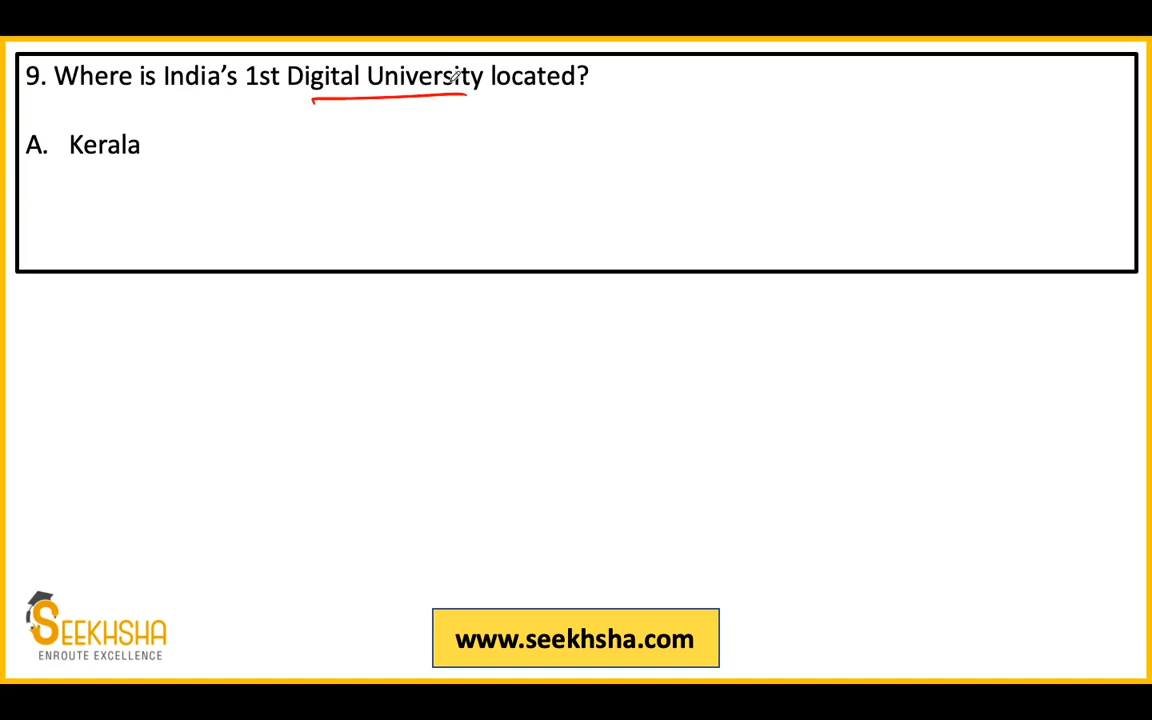 9. Where is India’s 1st Digital University located?
A. Kerala
SEEKHSHA
ENROUTE EXCELLENCE
www.seekhsha.com